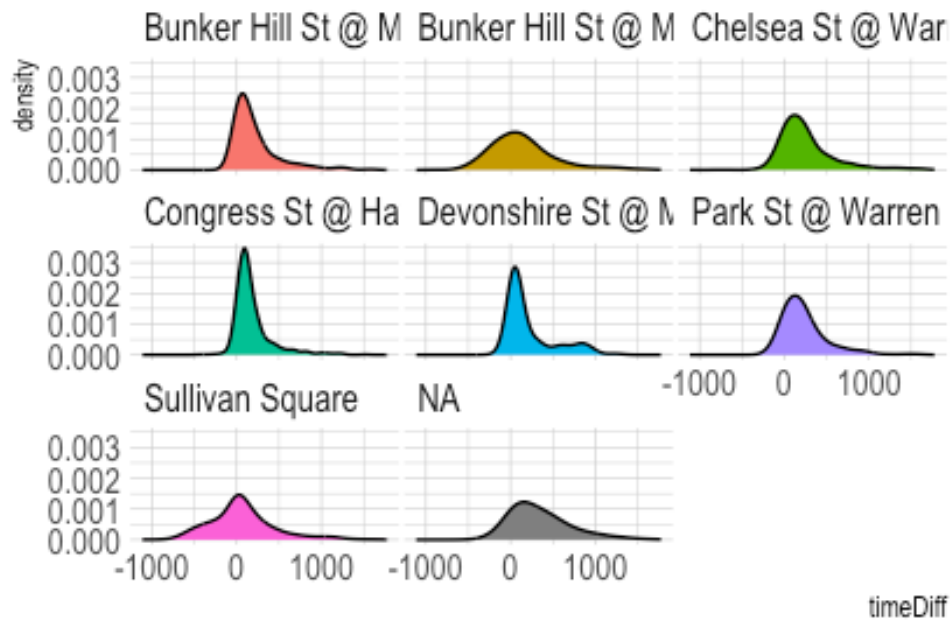 Bunker Hill St @ M Bunker Hill St @ M Chelsea St @ War
density
0.003
0.002
0.001
0.000
Congress St @ Ha Devonshire St @ M Park St @ Warren
0.003
0.002
0.001
0.000
-1000 0 1000
Sullivan Square NA
0.003
0.002
0.001
0.000
-1000 0 1000 -1000 0 1000
timeDiff